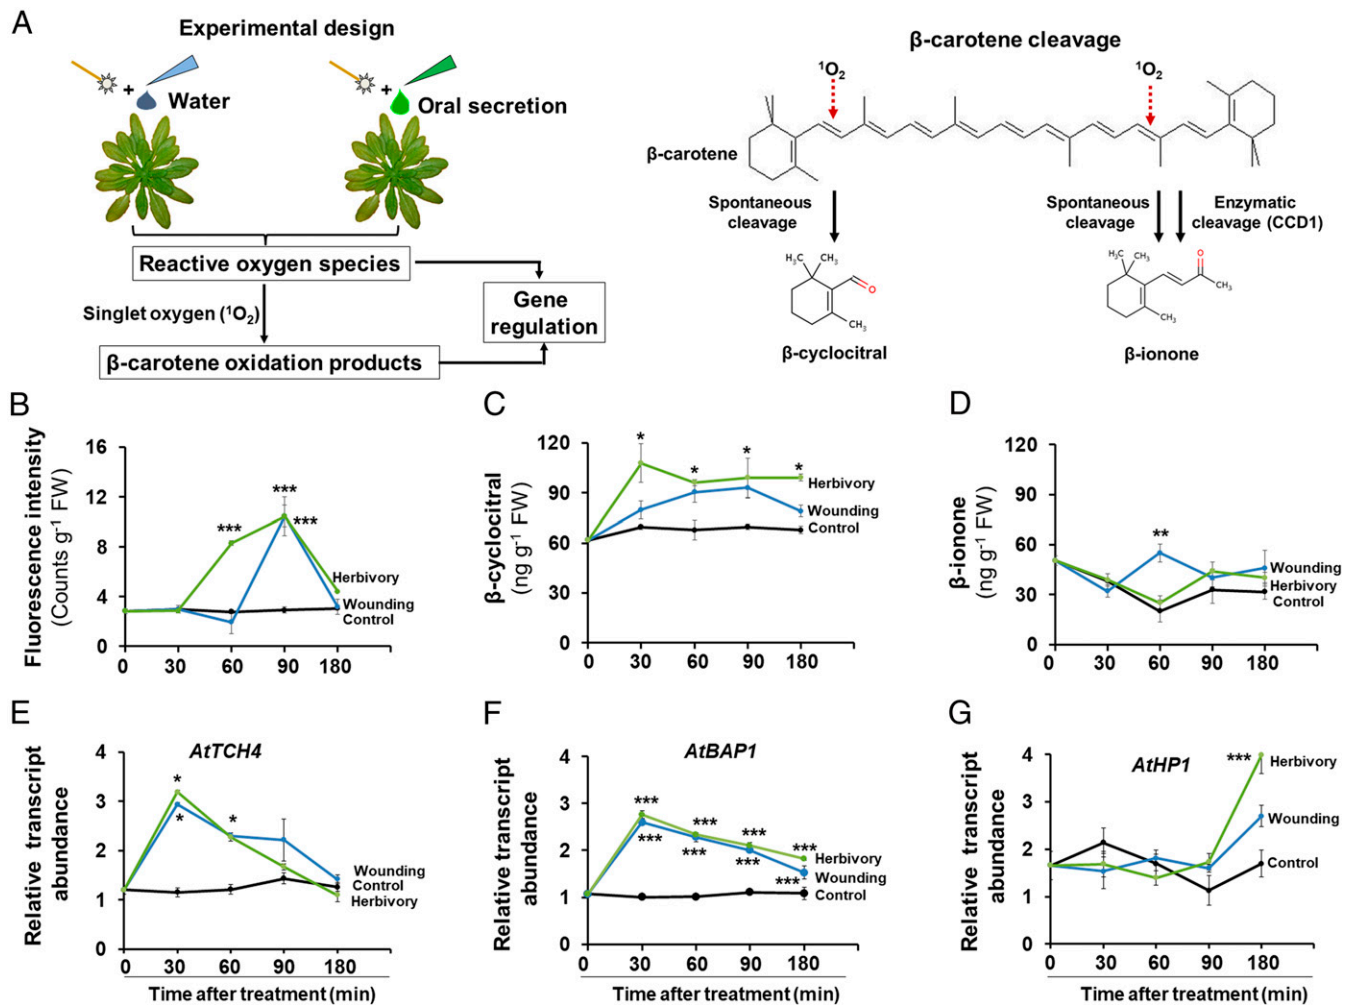 A
Experimental design
+
Water
+
Oral secretion
Reactive oxygen species
Singlet oxygen (¹O₂)
Gene
regulation
β-carotene oxidation products
β-carotene cleavage
¹O₂
¹O₂
β-carotene
Spontaneous
cleavage
Spontaneous
cleavage
Enzymatic
cleavage (CCD1)
H₃C
CH₃
O
CH₃
β-cyclocitral
H₃C
CH₃
O
CH₃
CH₃
β-ionone
B
Fluorescence intensity
(Counts g⁻¹ FW)
16
12
8
4
0
***
***
***
Herbivory
Wounding
Control
0 30 60 90 180
C
β-cyclocitral
(ng g⁻¹ FW)
120
90
60
30
0
*
*
*
*
Herbivory
Wounding
Control
0 30 60 90 180
D
β-ionone
(ng g⁻¹ FW)
120
90
60
30
0
**
Wounding
Herbivory
Control
0 30 60 90 180
E
AtTCH4
Relative transcript
abundance
4
3
2
1
0
*
*
*
Wounding
Control
Herbivory
0 30 60 90 180
Time after treatment (min)
F
AtBAP1
Relative transcript
abundance
4
3
2
1
0
***
***
***
***
***
***
***
***
Herbivory
Wounding
Control
0 30 60 90 180
Time after treatment (min)
G
AtHP1
Relative transcript
abundance
4
3
2
1
0
***
Herbivory
Wounding
Control
0 30 60 90 180
Time after treatment (min)